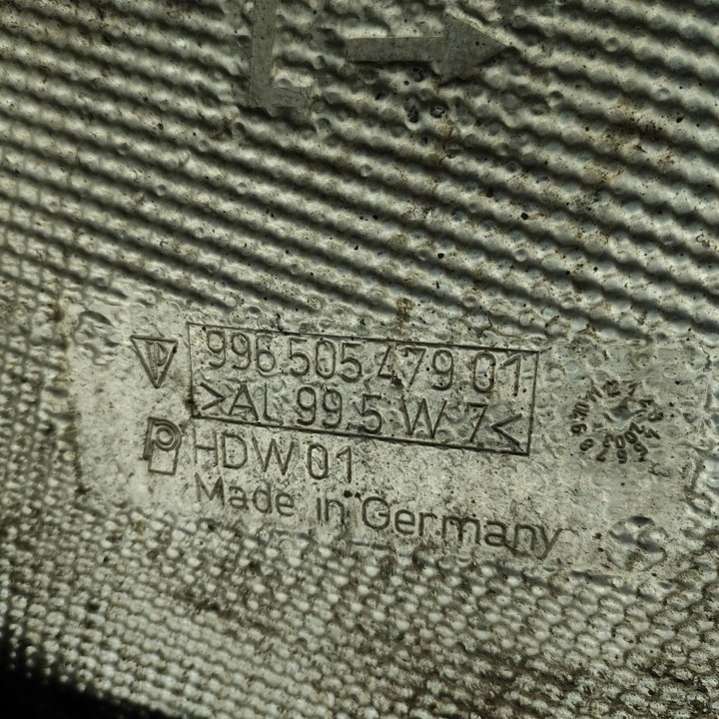 996 505 479 01
>AL 99 5 W 7<
HDW 01
Made in Germany